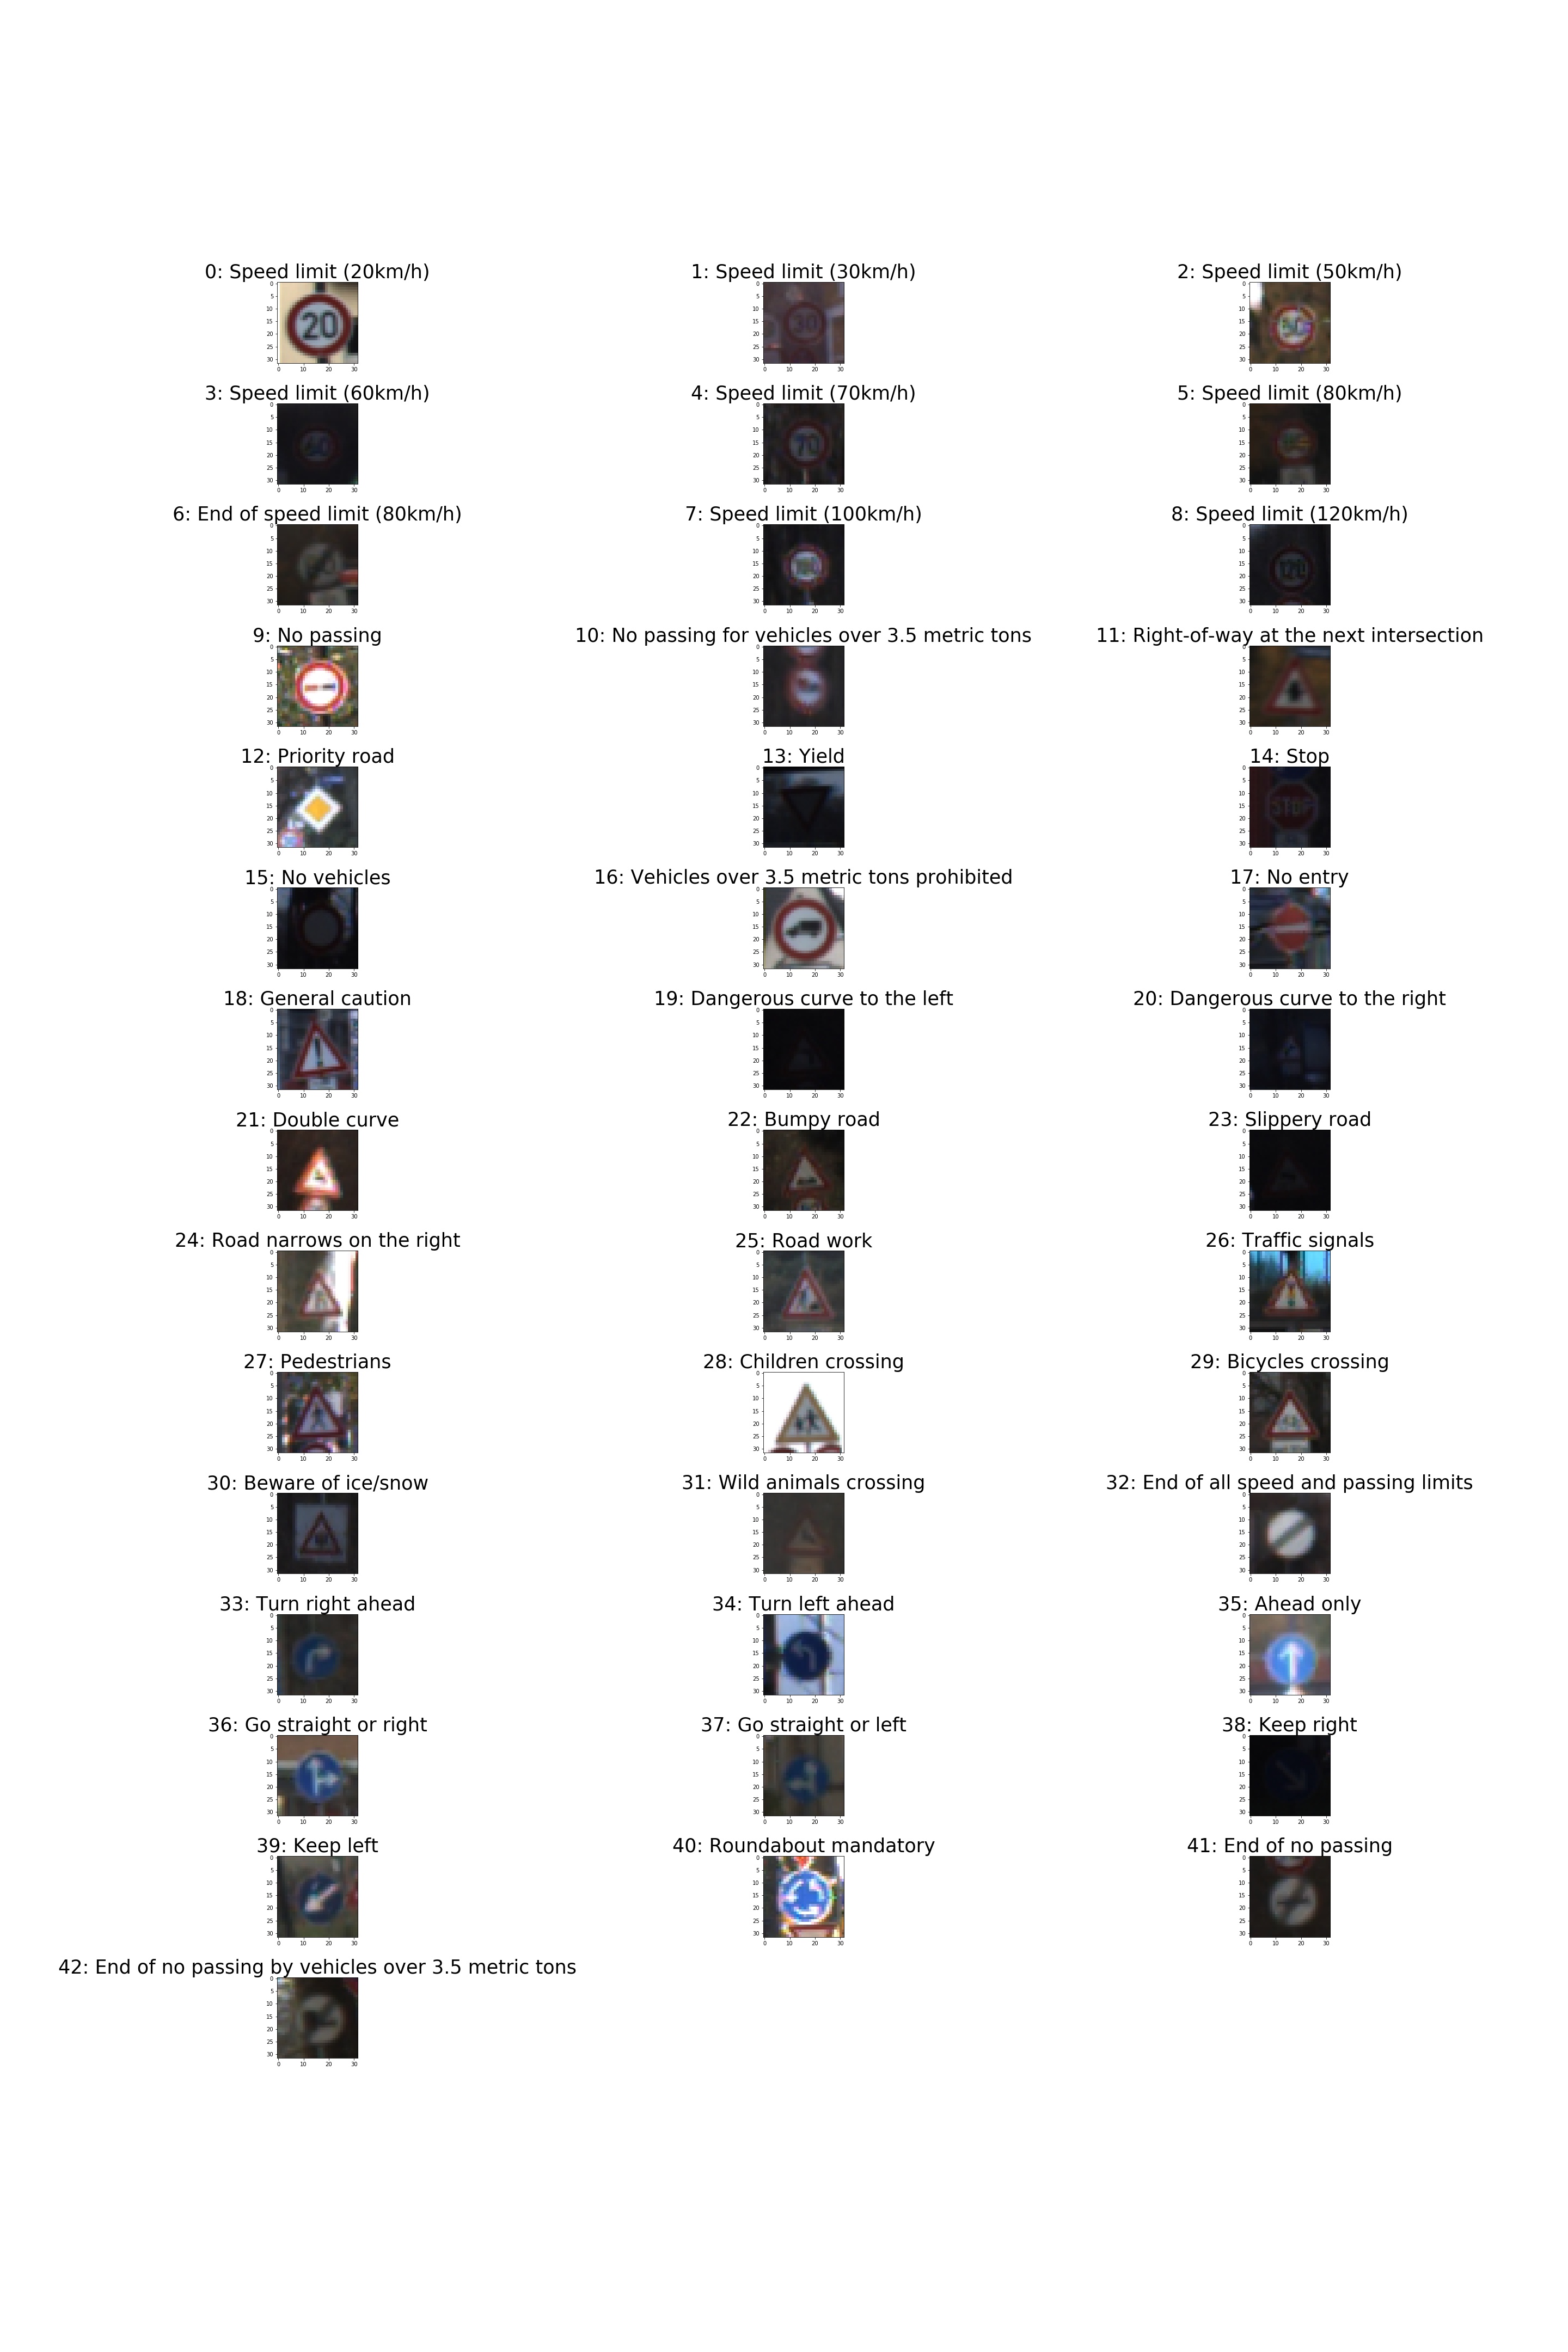 0: Speed limit (20km/h) 1: Speed limit (30km/h) 2: Speed limit (50km/h)
20 30
3: Speed limit (60km/h) 4: Speed limit (70km/h) 5: Speed limit (80km/h)
60 70
6: End of speed limit (80km/h) 7: Speed limit (100km/h) 8: Speed limit (120km/h)
120
9: No passing 10: No passing for vehicles over 3.5 metric tons 11: Right-of-way at the next intersection
12: Priority road 13: Yield 14: Stop
STOP
15: No vehicles 16: Vehicles over 3.5 metric tons prohibited 17: No entry
18: General caution 19: Dangerous curve to the left 20: Dangerous curve to the right
21: Double curve 22: Bumpy road 23: Slippery road
24: Road narrows on the right 25: Road work 26: Traffic signals
27: Pedestrians 28: Children crossing 29: Bicycles crossing
30: Beware of ice/snow 31: Wild animals crossing 32: End of all speed and passing limits
33: Turn right ahead 34: Turn left ahead 35: Ahead only
36: Go straight or right 37: Go straight or left 38: Keep right
39: Keep left 40: Roundabout mandatory 41: End of no passing
42: End of no passing by vehicles over 3.5 metric tons